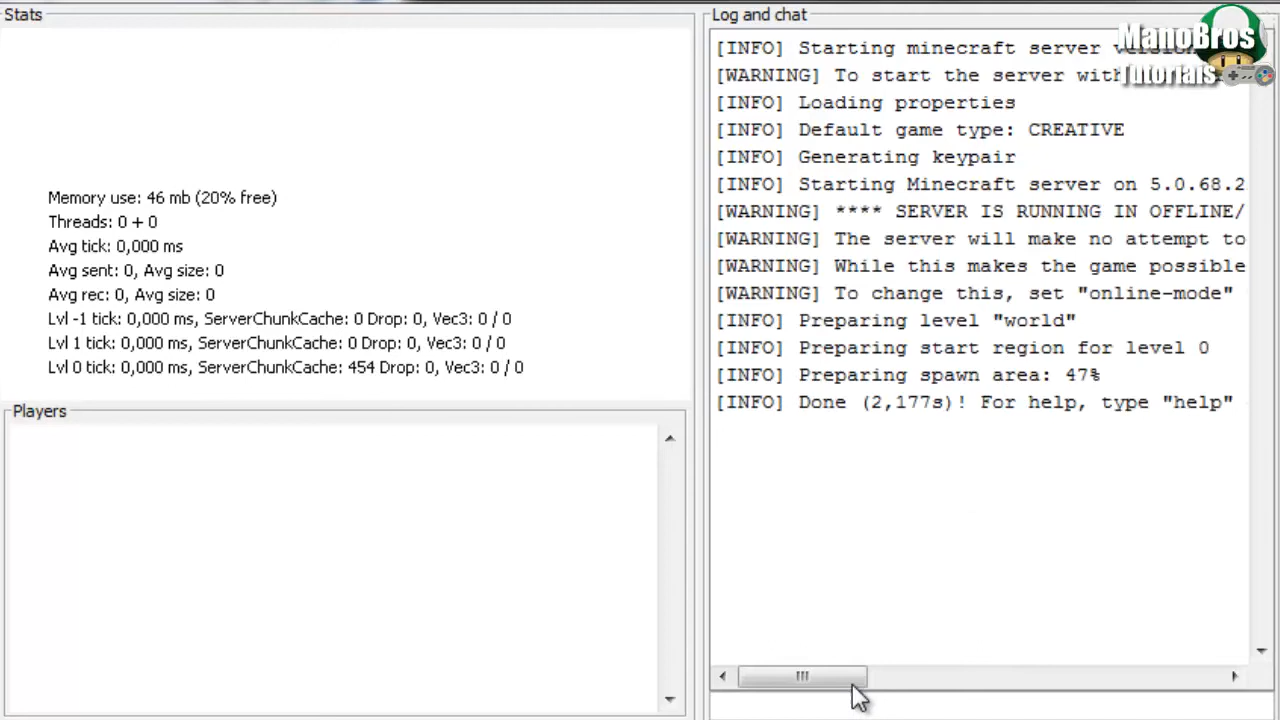 Stats
Memory use: 46 mb (20% free)
Threads: 0 + 0
Avg tick: 0,000 ms
Avg sent: 0, Avg size: 0
Avg rec: 0, Avg size: 0
Lvl -1 tick: 0,000 ms, ServerChunkCache: 0 Drop: 0, Vec3: 0 / 0
Lvl 1 tick: 0,000 ms, ServerChunkCache: 0 Drop: 0, Vec3: 0 / 0
Lvl 0 tick: 0,000 ms, ServerChunkCache: 454 Drop: 0, Vec3: 0 / 0
Players
Log and chat
ManoBros
Tutorials
[INFO] Starting minecraft server version
[WARNING] To start the server with
[INFO] Loading properties
[INFO] Default game type: CREATIVE
[INFO] Generating keypair
[INFO] Starting Minecraft server on 5.0.68.2
[WARNING] **** SERVER IS RUNNING IN OFFLINE/
[WARNING] The server will make no attempt to
[WARNING] While this makes the game possible
[WARNING] To change this, set "online-mode"
[INFO] Preparing level "world"
[INFO] Preparing start region for level 0
[INFO] Preparing spawn area: 47%
[INFO] Done (2,177s)! For help, type "help"